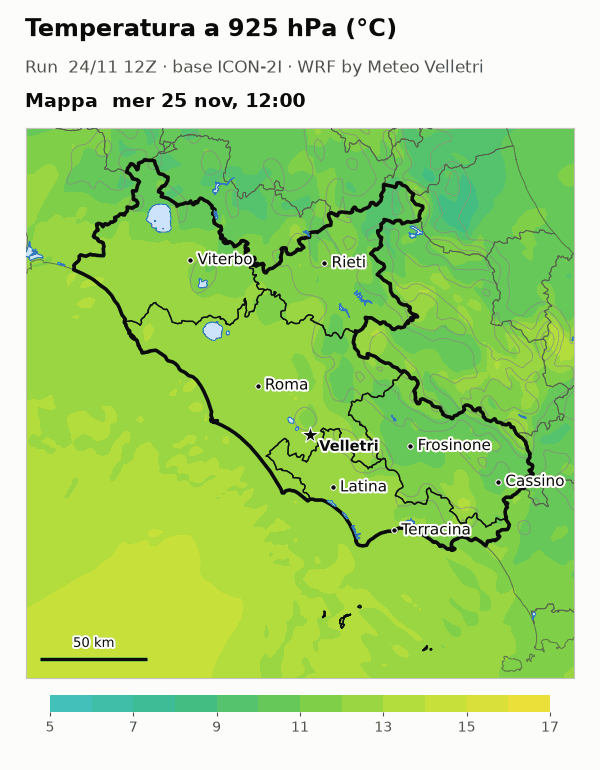 Temperatura a 925 hPa (°C)
Run  24/11 12Z · base ICON-2I · WRF by Meteo Velletri
Mappa  mer 25 nov, 12:00
Viterbo
Rieti
Roma
Velletri
Frosinone
Latina
Cassino
Terracina
50 km
5 7 9 11 13 15 17